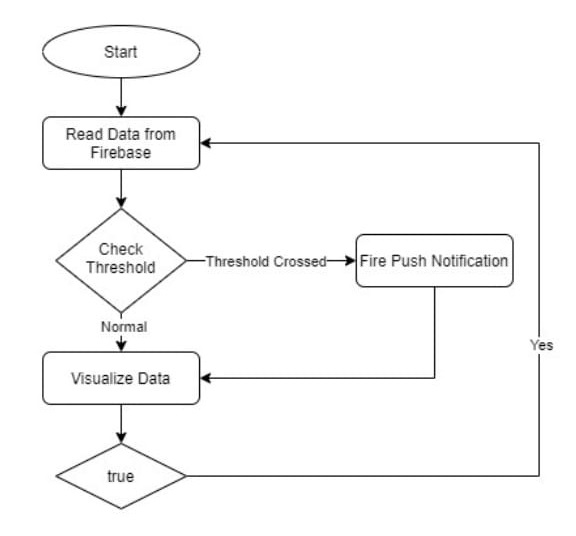 Start
Read Data from
Firebase
Check
Threshold
Threshold Crossed
Fire Push Notification
Normal
Yes
Visualize Data
true